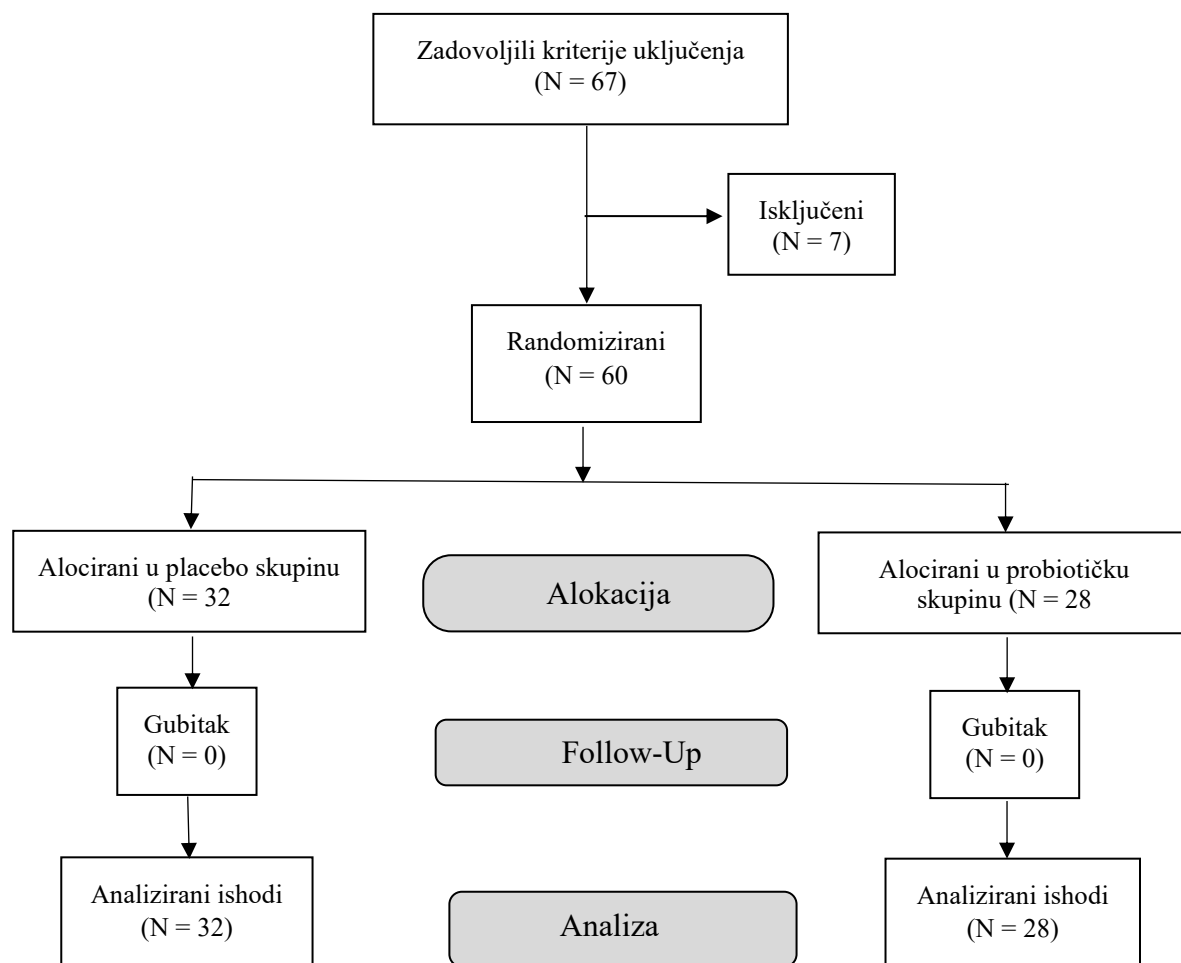 Zadovoljili kriterije uključenja
(N = 67)
Isključeni
(N = 7)
Randomizirani
(N = 60
Alocirani u placebo skupinu
(N = 32
Alokacija
Alocirani u probiotičku
skupinu (N = 28
Gubitak
(N = 0)
Follow-Up
Gubitak
(N = 0)
Analizirani ishodi
(N = 32)
Analiza
Analizirani ishodi
(N = 28)